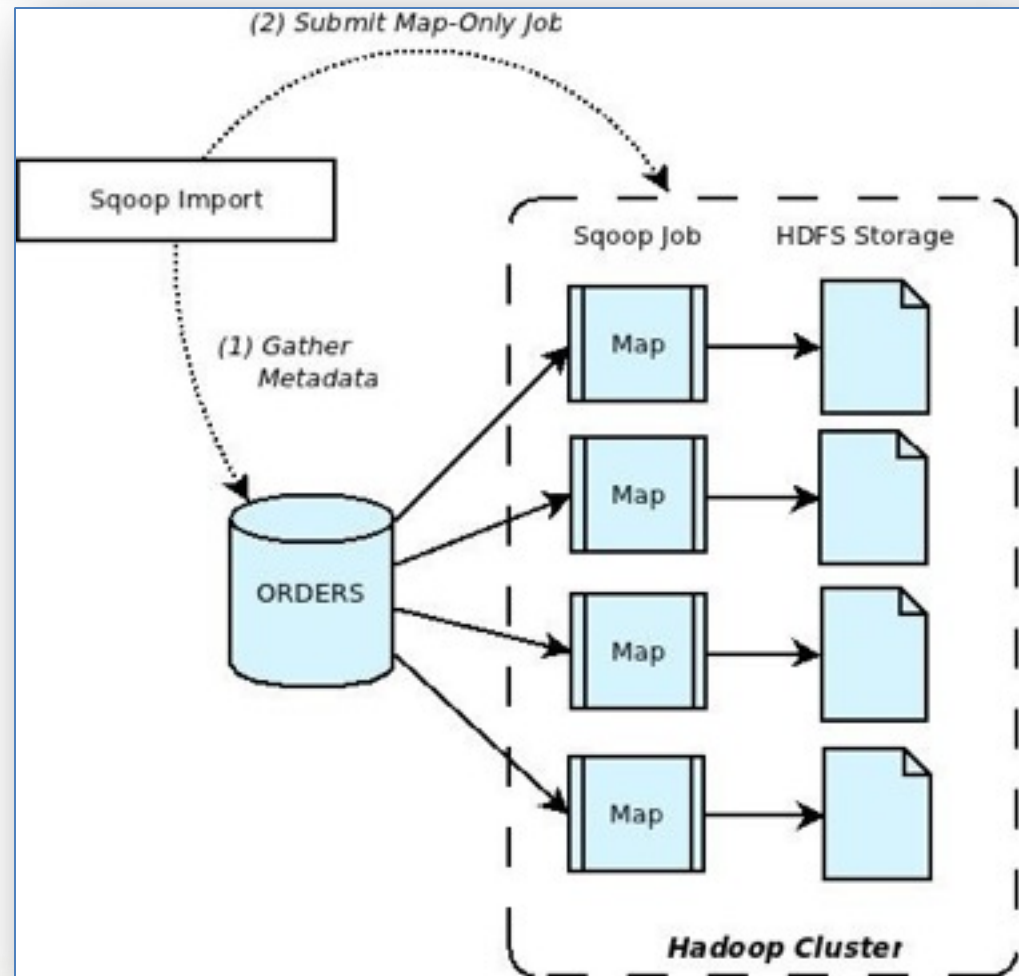 (2) Submit Map-Only Job
Sqoop Import
(1) Gather
Metadata
Sqoop Job
HDFS Storage
Map
Map
ORDERS
Map
Map
Hadoop Cluster